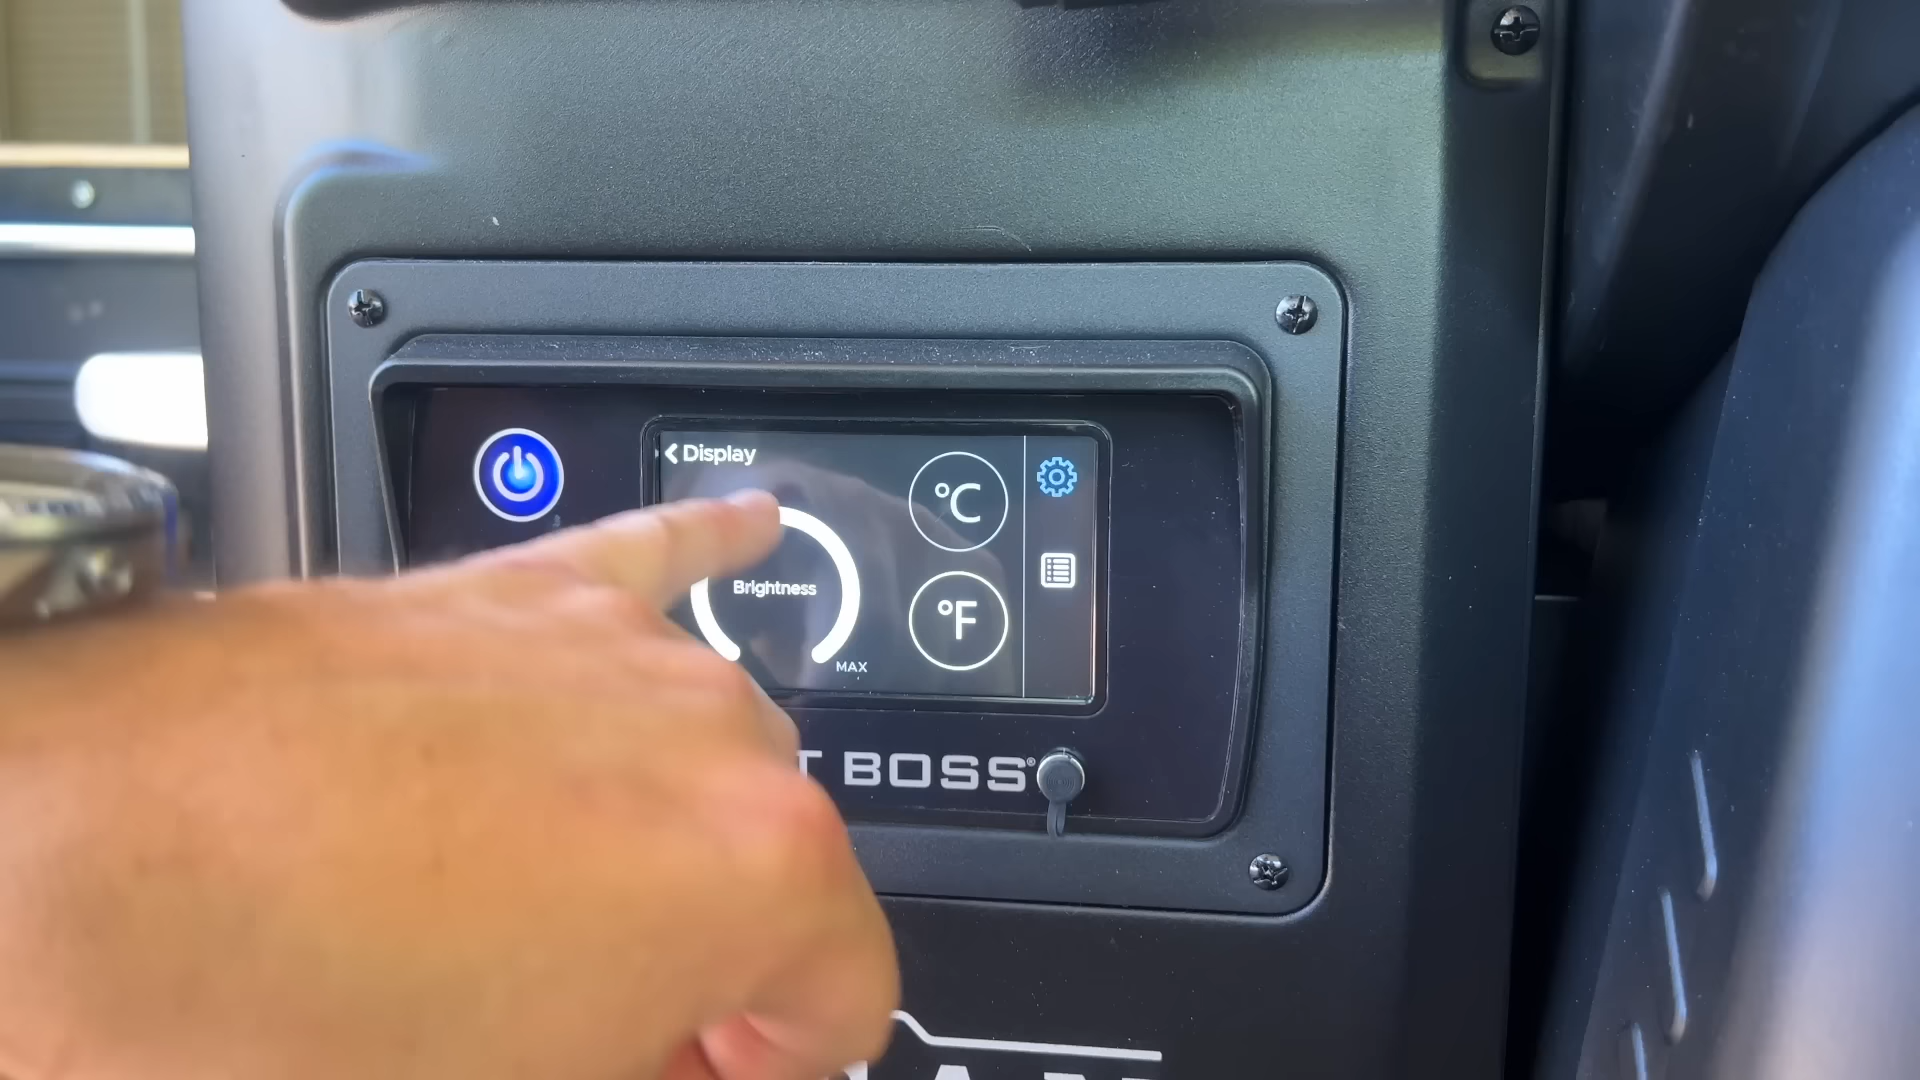 Display
°C
Brightness
°F
MAX
T BOSS®